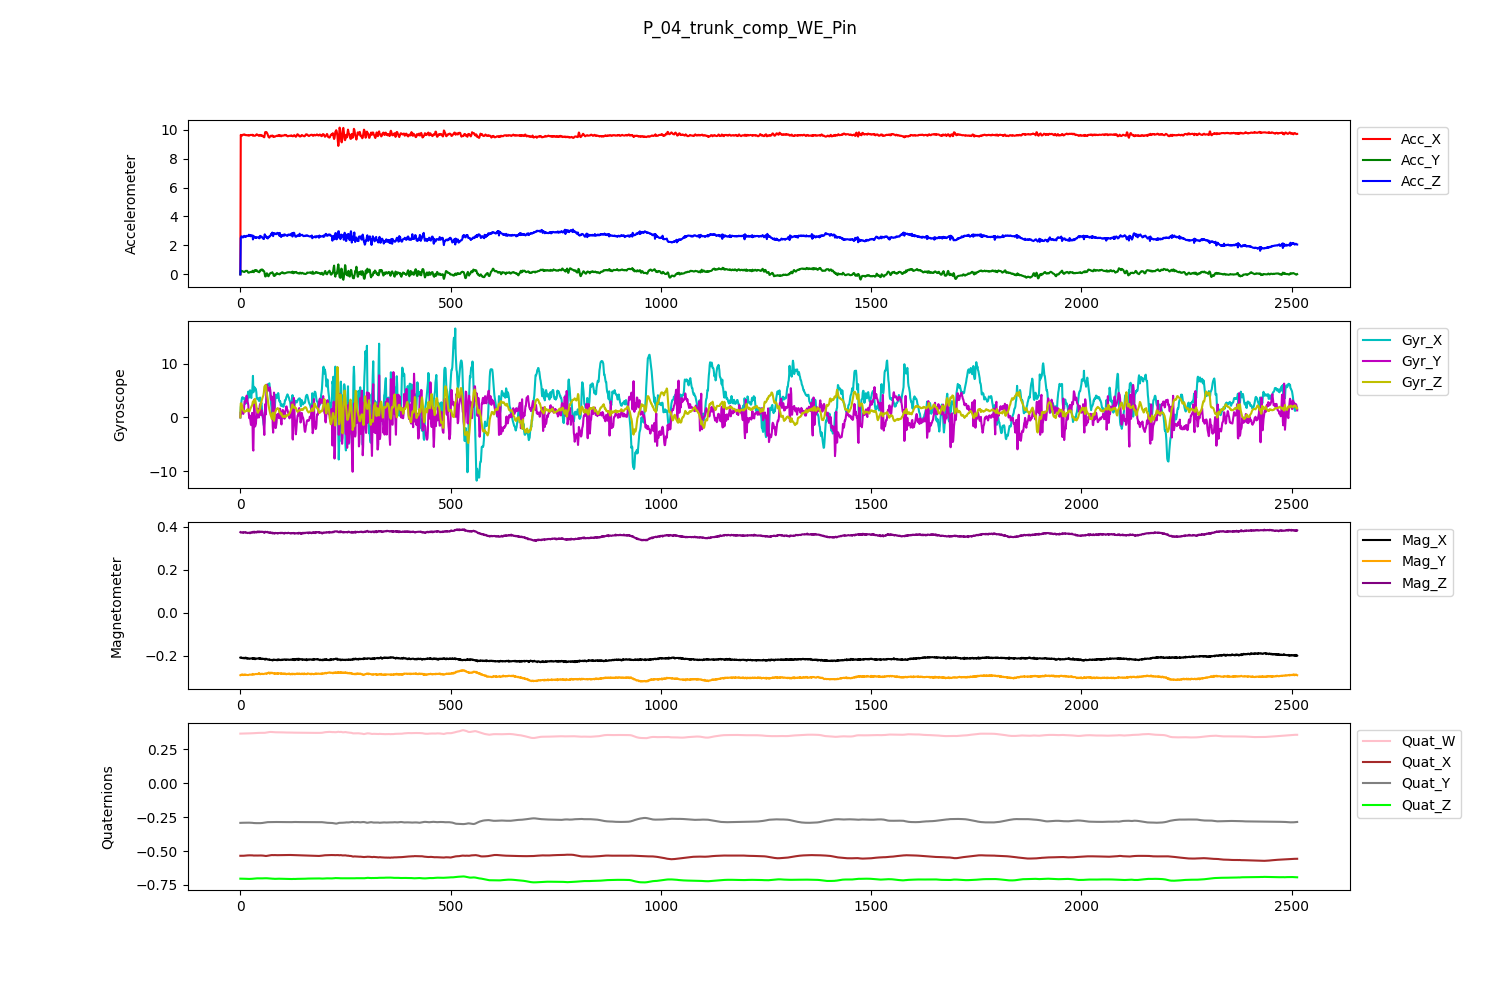 P_04_trunk_comp_WE_Pin
Accelerometer
10
8
6
4
2
0
0 500 1000 1500 2000 2500
Acc_X
Acc_Y
Acc_Z
Gyroscope
10
0
−10
0 500 1000 1500 2000 2500
Gyr_X
Gyr_Y
Gyr_Z
Magnetometer
0.4
0.2
0.0
−0.2
0 500 1000 1500 2000 2500
Mag_X
Mag_Y
Mag_Z
Quaternions
0.25
0.00
−0.25
−0.50
−0.75
0 500 1000 1500 2000 2500
Quat_W
Quat_X
Quat_Y
Quat_Z